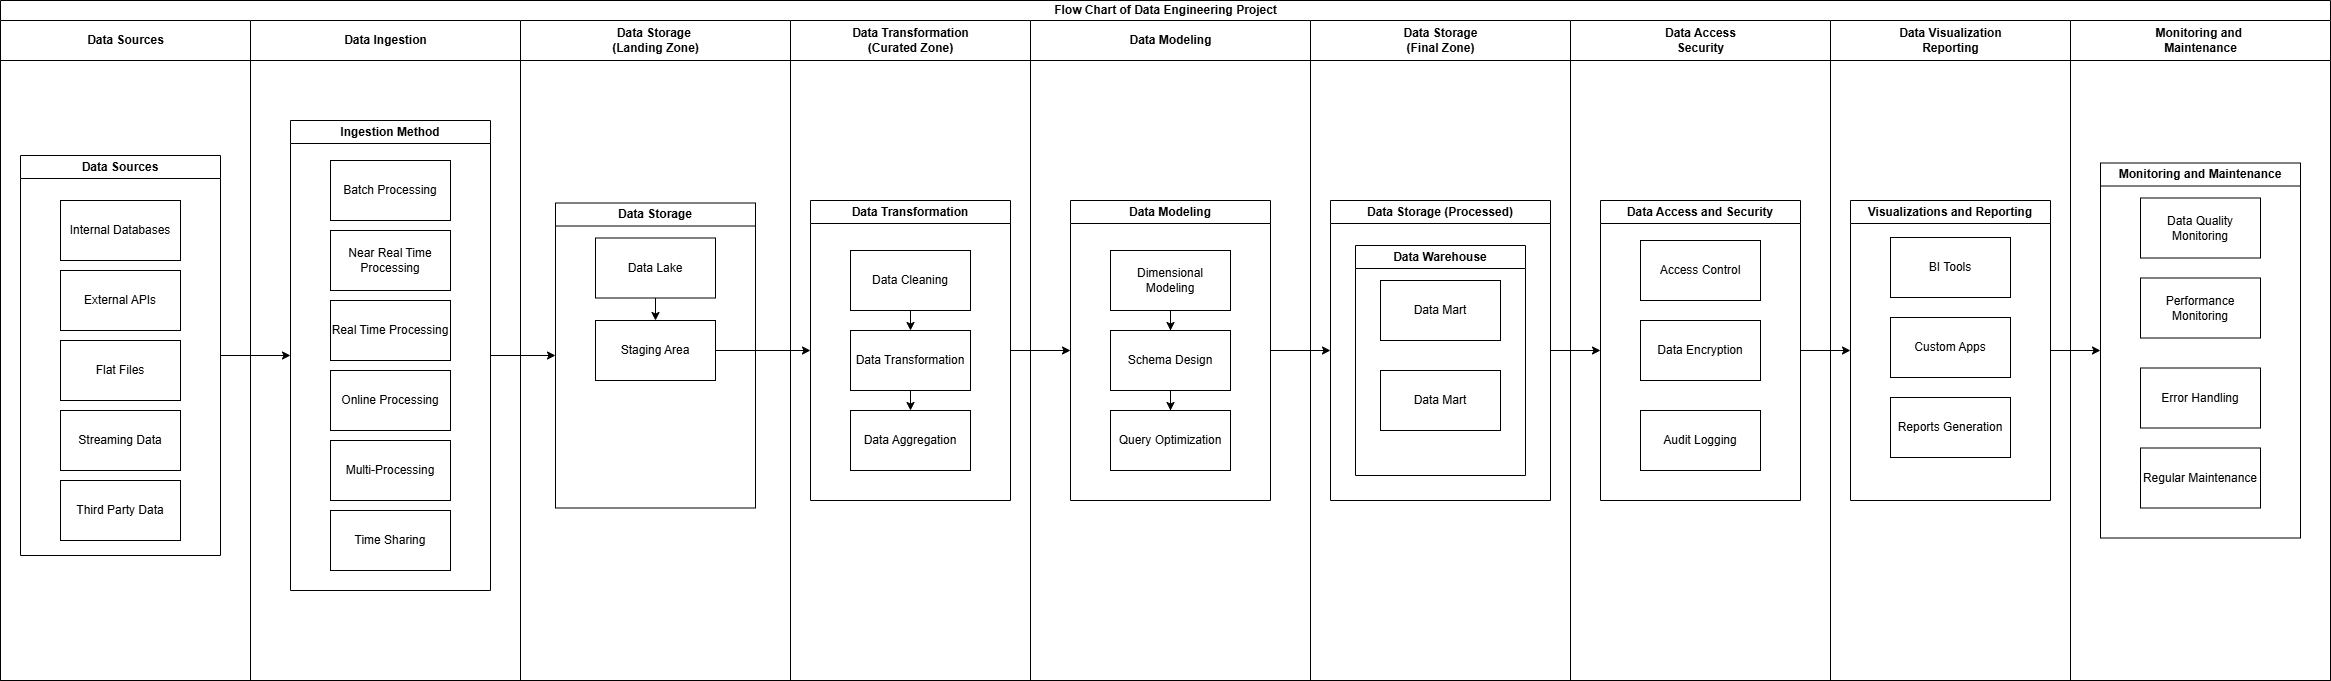 Flow Chart of Data Engineering Project
Data Sources
Data Ingestion
Data Storage
(Landing Zone)
Data Transformation
(Curated Zone)
Data Modeling
Data Storage
(Final Zone)
Data Access
Security
Data Visualization
Reporting
Monitoring and
Maintenance
Data Sources
Internal Databases
External APIs
Flat Files
Streaming Data
Third Party Data
Ingestion Method
Batch Processing
Near Real Time
Processing
Real Time Processing
Online Processing
Multi-Processing
Time Sharing
Data Storage
Data Lake
Staging Area
Data Transformation
Data Cleaning
Data Transformation
Data Aggregation
Data Modeling
Dimensional
Modeling
Schema Design
Query Optimization
Data Storage (Processed)
Data Warehouse
Data Mart
Data Mart
Data Access and Security
Access Control
Data Encryption
Audit Logging
Visualizations and Reporting
BI Tools
Custom Apps
Reports Generation
Monitoring and Maintenance
Data Quality
Monitoring
Performance
Monitoring
Error Handling
Regular Maintenance